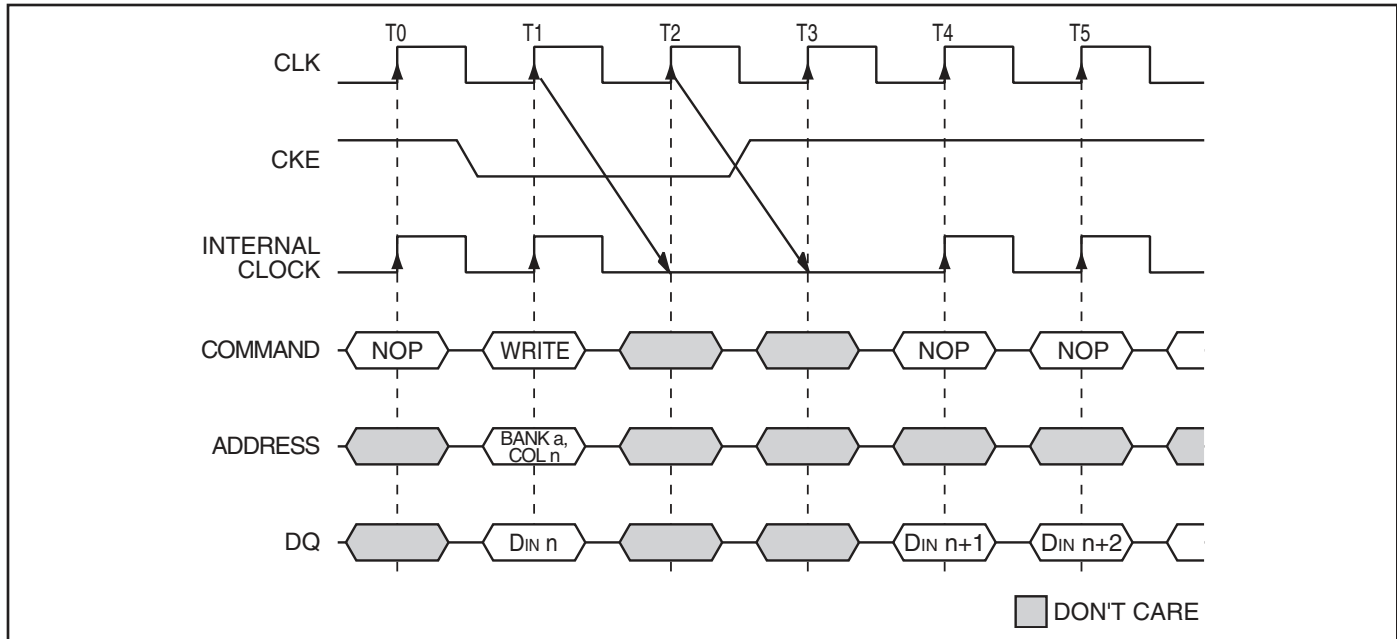 T0 T1 T2 T3 T4 T5
CLK
CKE
INTERNAL
CLOCK
COMMAND NOP WRITE NOP NOP
ADDRESS BANK a,
COL n
DQ DIN n DIN n+1 DIN n+2
DON'T CARE